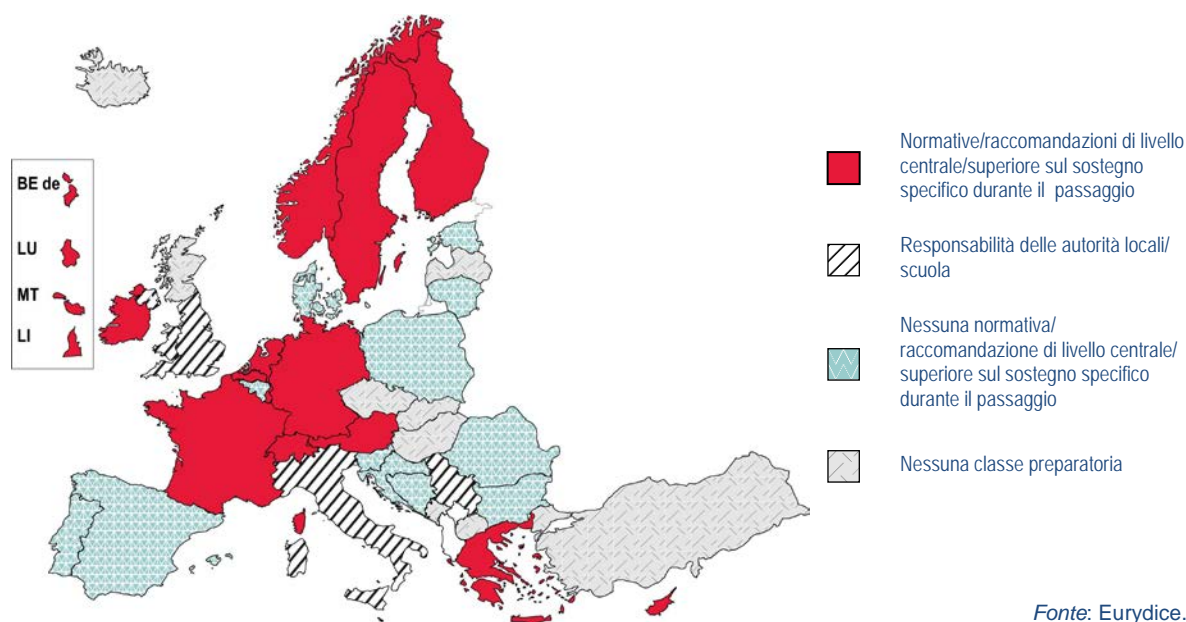 BE de
LU
MT
LI
Normative/raccomandazioni di livello
centrale/superiore sul sostegno
specifico durante il passaggio
Responsabilità delle autorità locali/
scuola
Nessuna normativa/
raccomandazione di livello centrale/
superiore sul sostegno specifico
durante il passaggio
Nessuna classe preparatoria
Fonte: Eurydice.